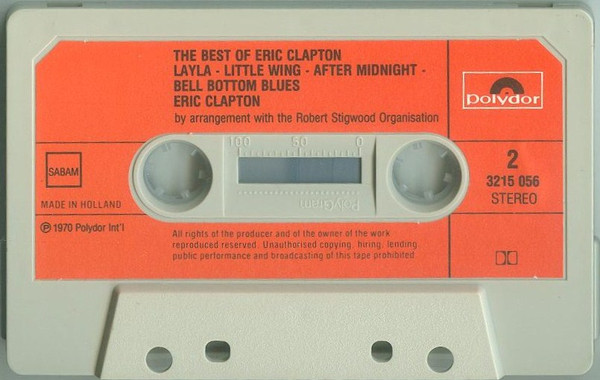 THE BEST OF ERIC CLAPTON
LAYLA - LITTLE WING - AFTER MIDNIGHT -
BELL BOTTOM BLUES
ERIC CLAPTON
by arrangement with the Robert Stigwood Organisation
polydor
SABAM
MADE IN HOLLAND
℗ 1970 Polydor Int'l
100 50 0
PolyGram
2
3215 056
STEREO
All rights of the producer and of the owner of the work
reproduced reserved. Unauthorised copying, hiring, lending
public performance and broadcasting of this tape prohibited.